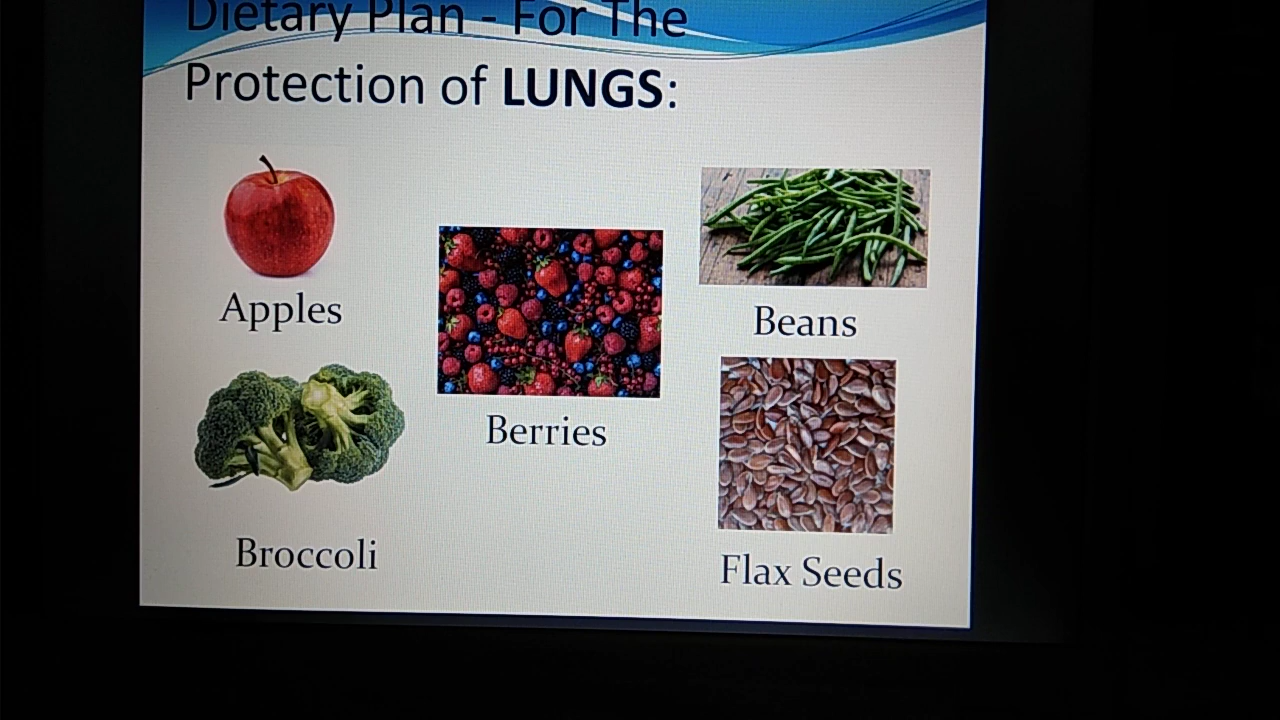 Dietary Plan - For The
Protection of LUNGS:
Apples
Beans
Berries
Broccoli
Flax Seeds